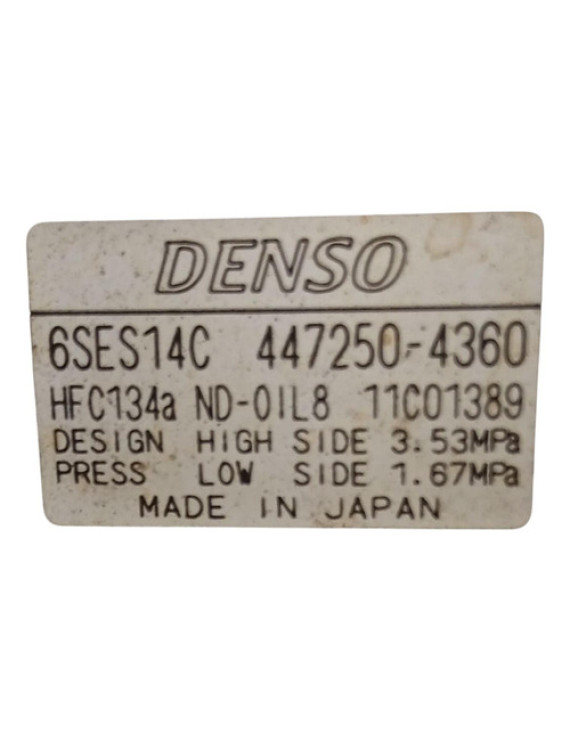 DENSO
6SES14C 447250-4360
HFC134a ND-OIL8 11C01389
DESIGN HIGH SIDE 3.53MPa
PRESS LOW SIDE 1.67MPa
MADE IN JAPAN